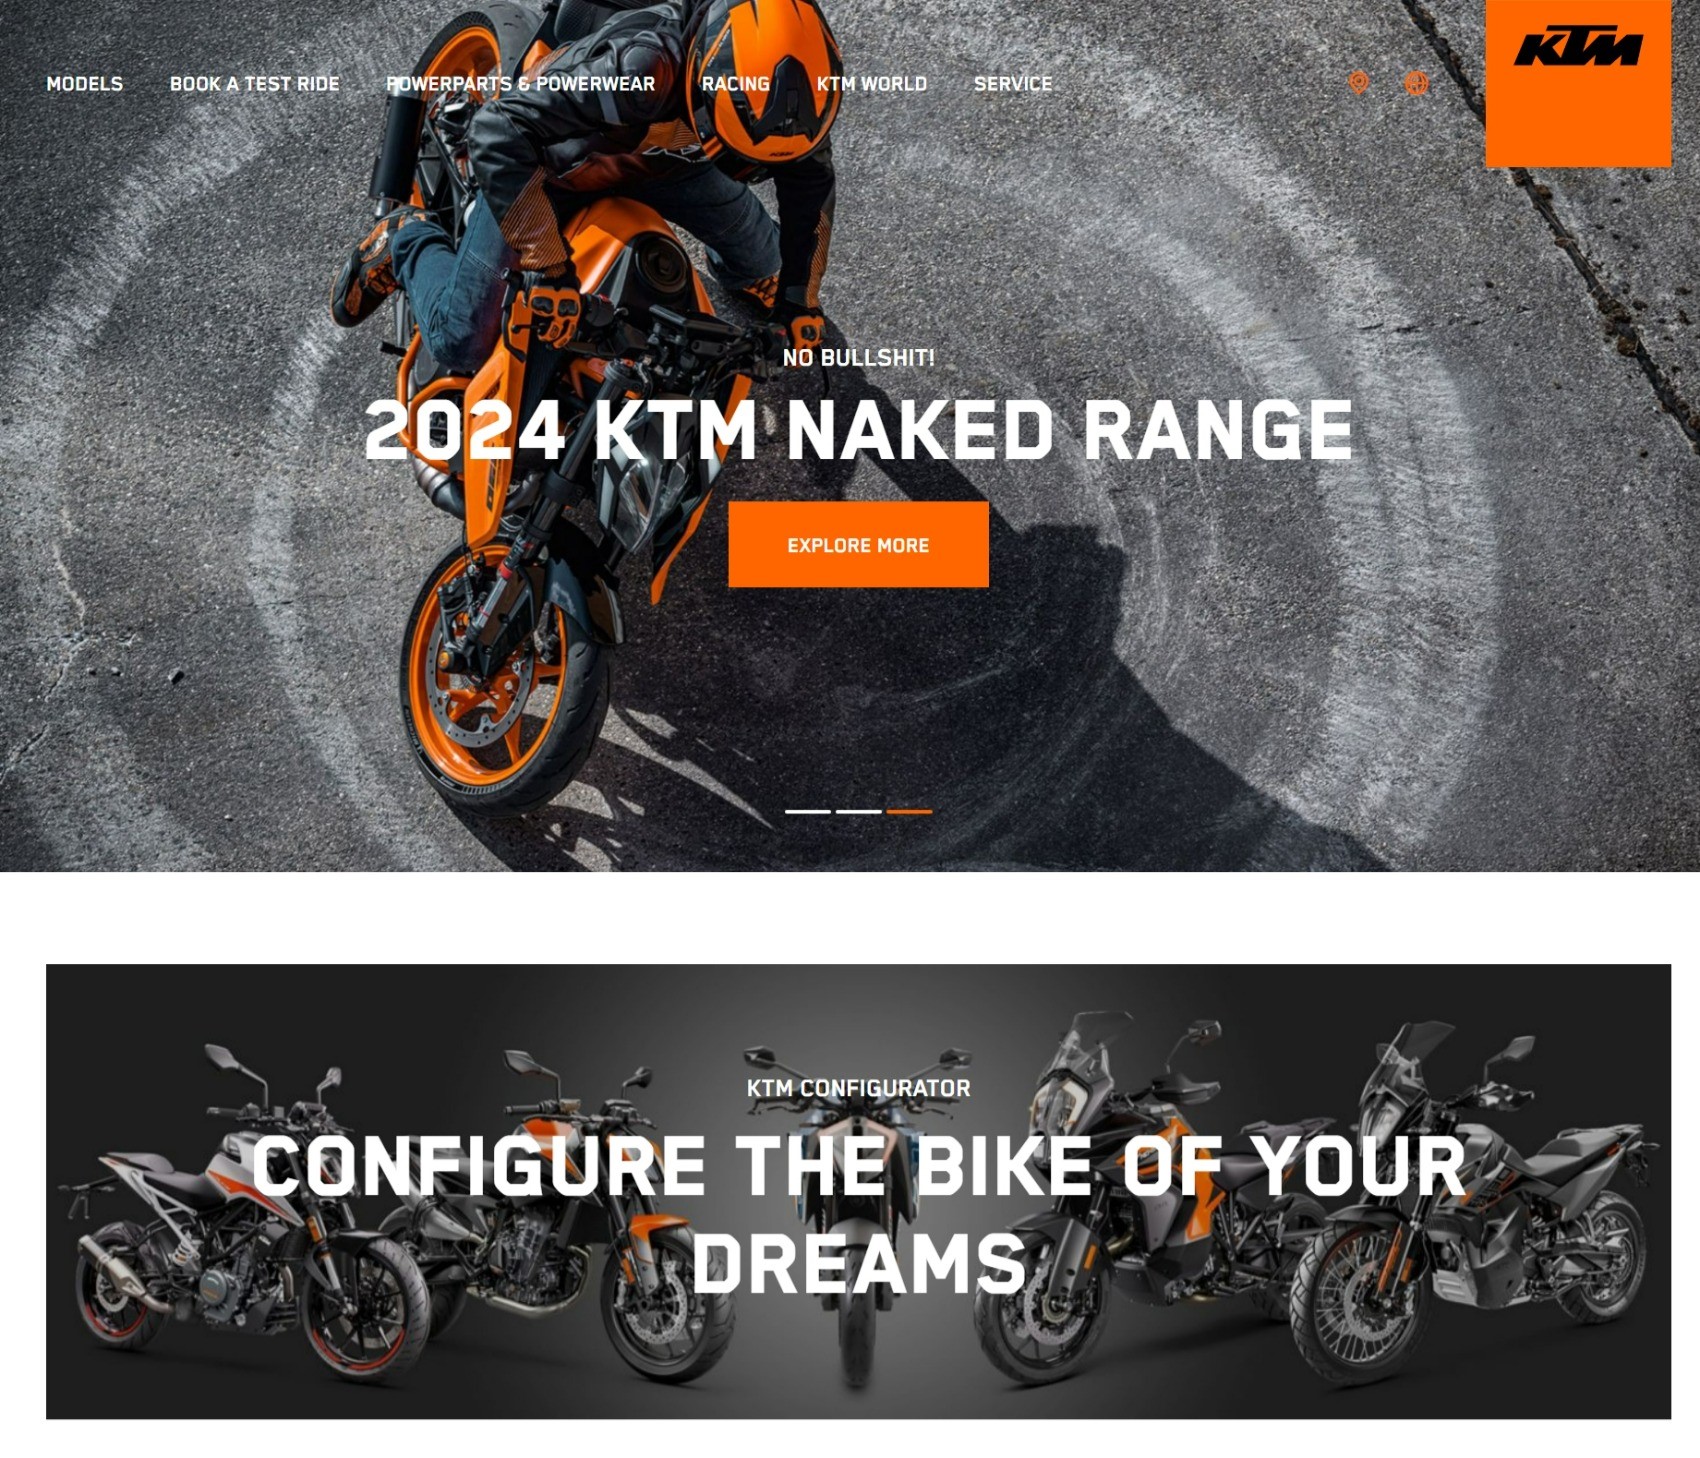 KTM
MODELS BOOK A TEST RIDE POWERPARTS & POWERWEAR RACING KTM WORLD SERVICE
NO BULLSHIT!
2024 KTM NAKED RANGE
EXPLORE MORE
KTM CONFIGURATOR
CONFIGURE THE BIKE OF YOUR
DREAMS